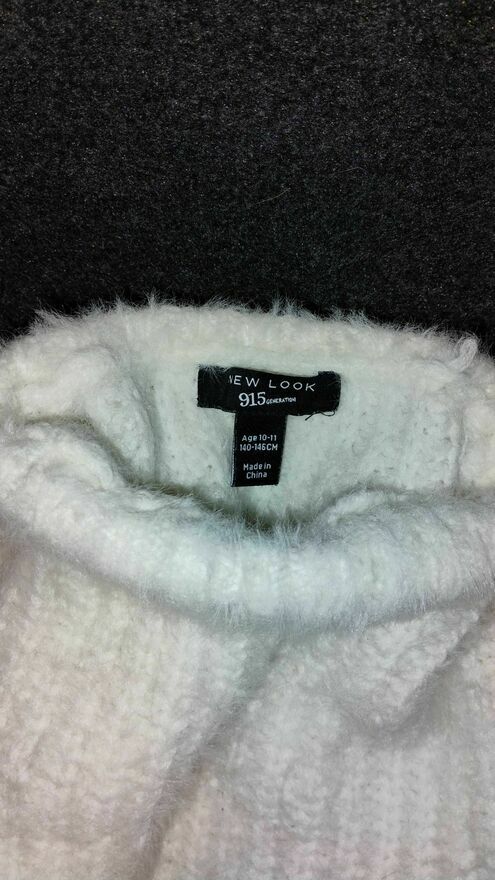 NEW LOOK
915 GENERATION
Age 10-11
140-146CM
Made in
China